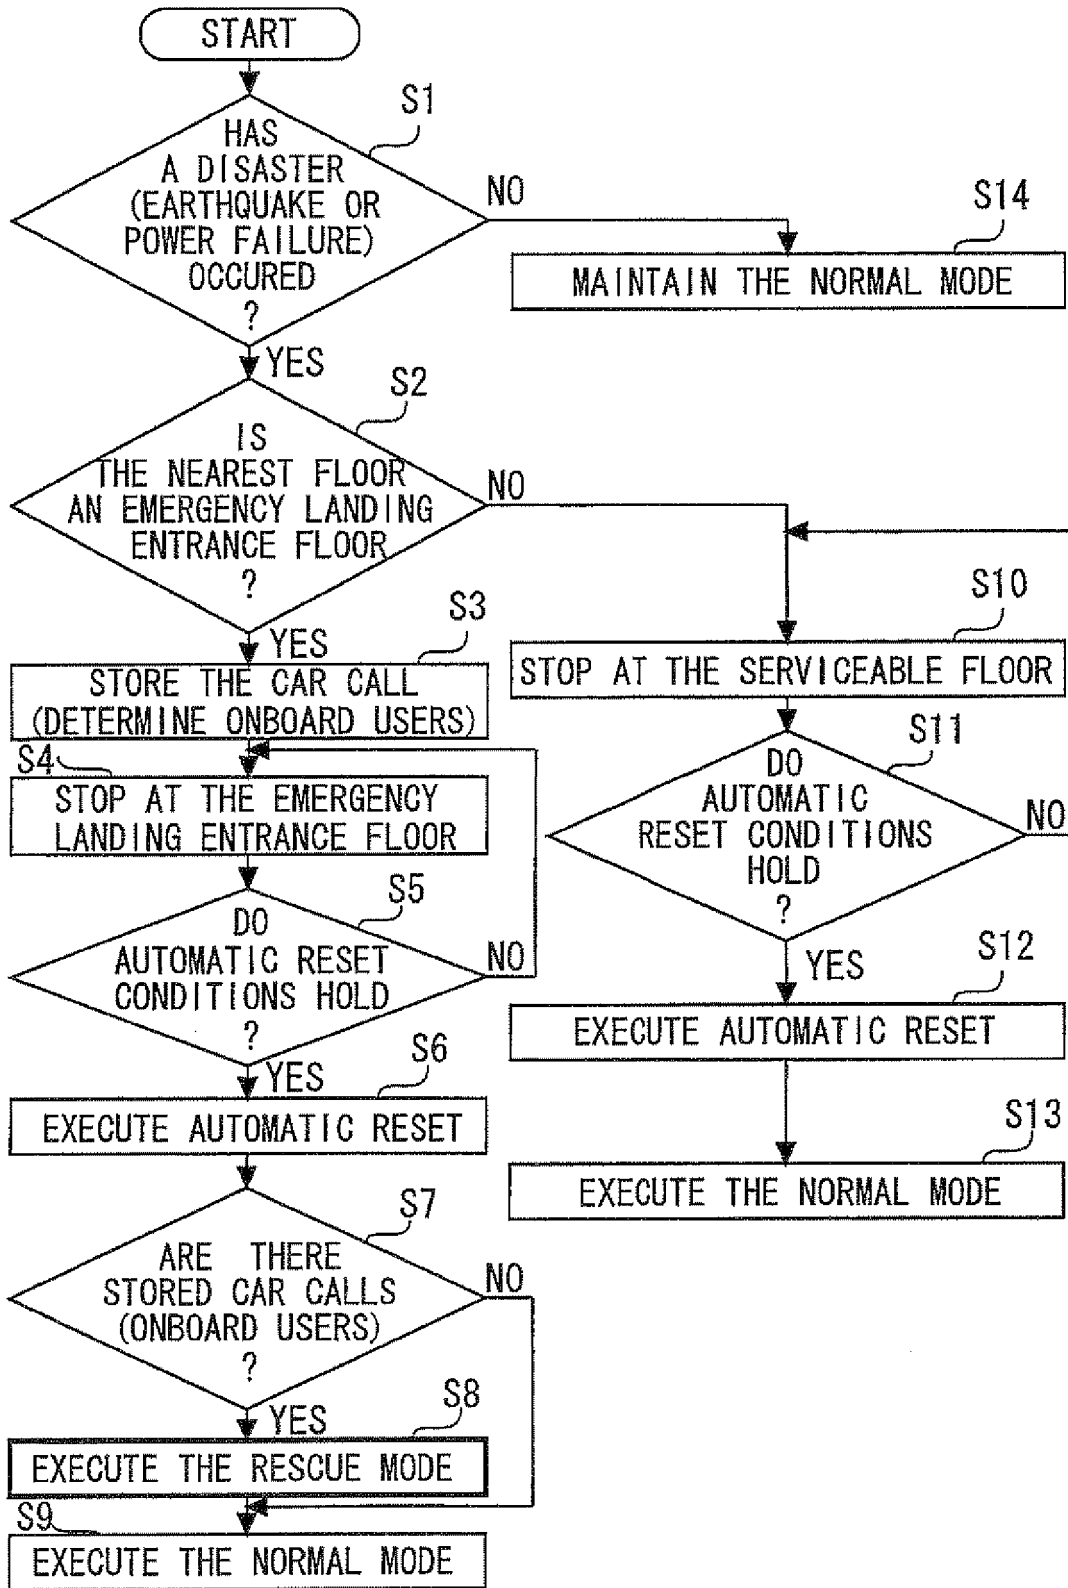 START
S1
HAS
A DISASTER
(EARTHQUAKE OR
POWER FAILURE)
OCCURED
?
NO
S14
MAINTAIN THE NORMAL MODE
YES
S2
IS
THE NEAREST FLOOR
AN EMERGENCY LANDING
ENTRANCE FLOOR
?
NO
YES
S3
STORE THE CAR CALL
(DETERMINE ONBOARD USERS)
S4
STOP AT THE EMERGENCY
LANDING ENTRANCE FLOOR
S5
DO
AUTOMATIC RESET
CONDITIONS HOLD
?
NO
YES
S6
EXECUTE AUTOMATIC RESET
S7
ARE THERE
STORED CAR CALLS
(ONBOARD USERS)
?
NO
YES
S8
EXECUTE THE RESCUE MODE
S9
EXECUTE THE NORMAL MODE
S10
STOP AT THE SERVICEABLE FLOOR
S11
DO
AUTOMATIC
RESET CONDITIONS
HOLD
?
NO
YES
S12
EXECUTE AUTOMATIC RESET
S13
EXECUTE THE NORMAL MODE